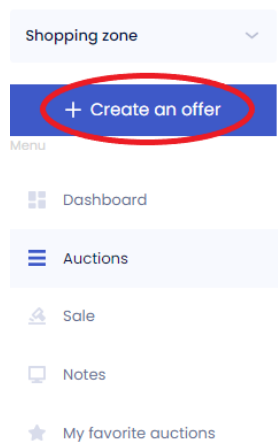 Shopping zone
+ Create an offer
Menu
Dashboard
Auctions
Sale
Notes
My favorite auctions